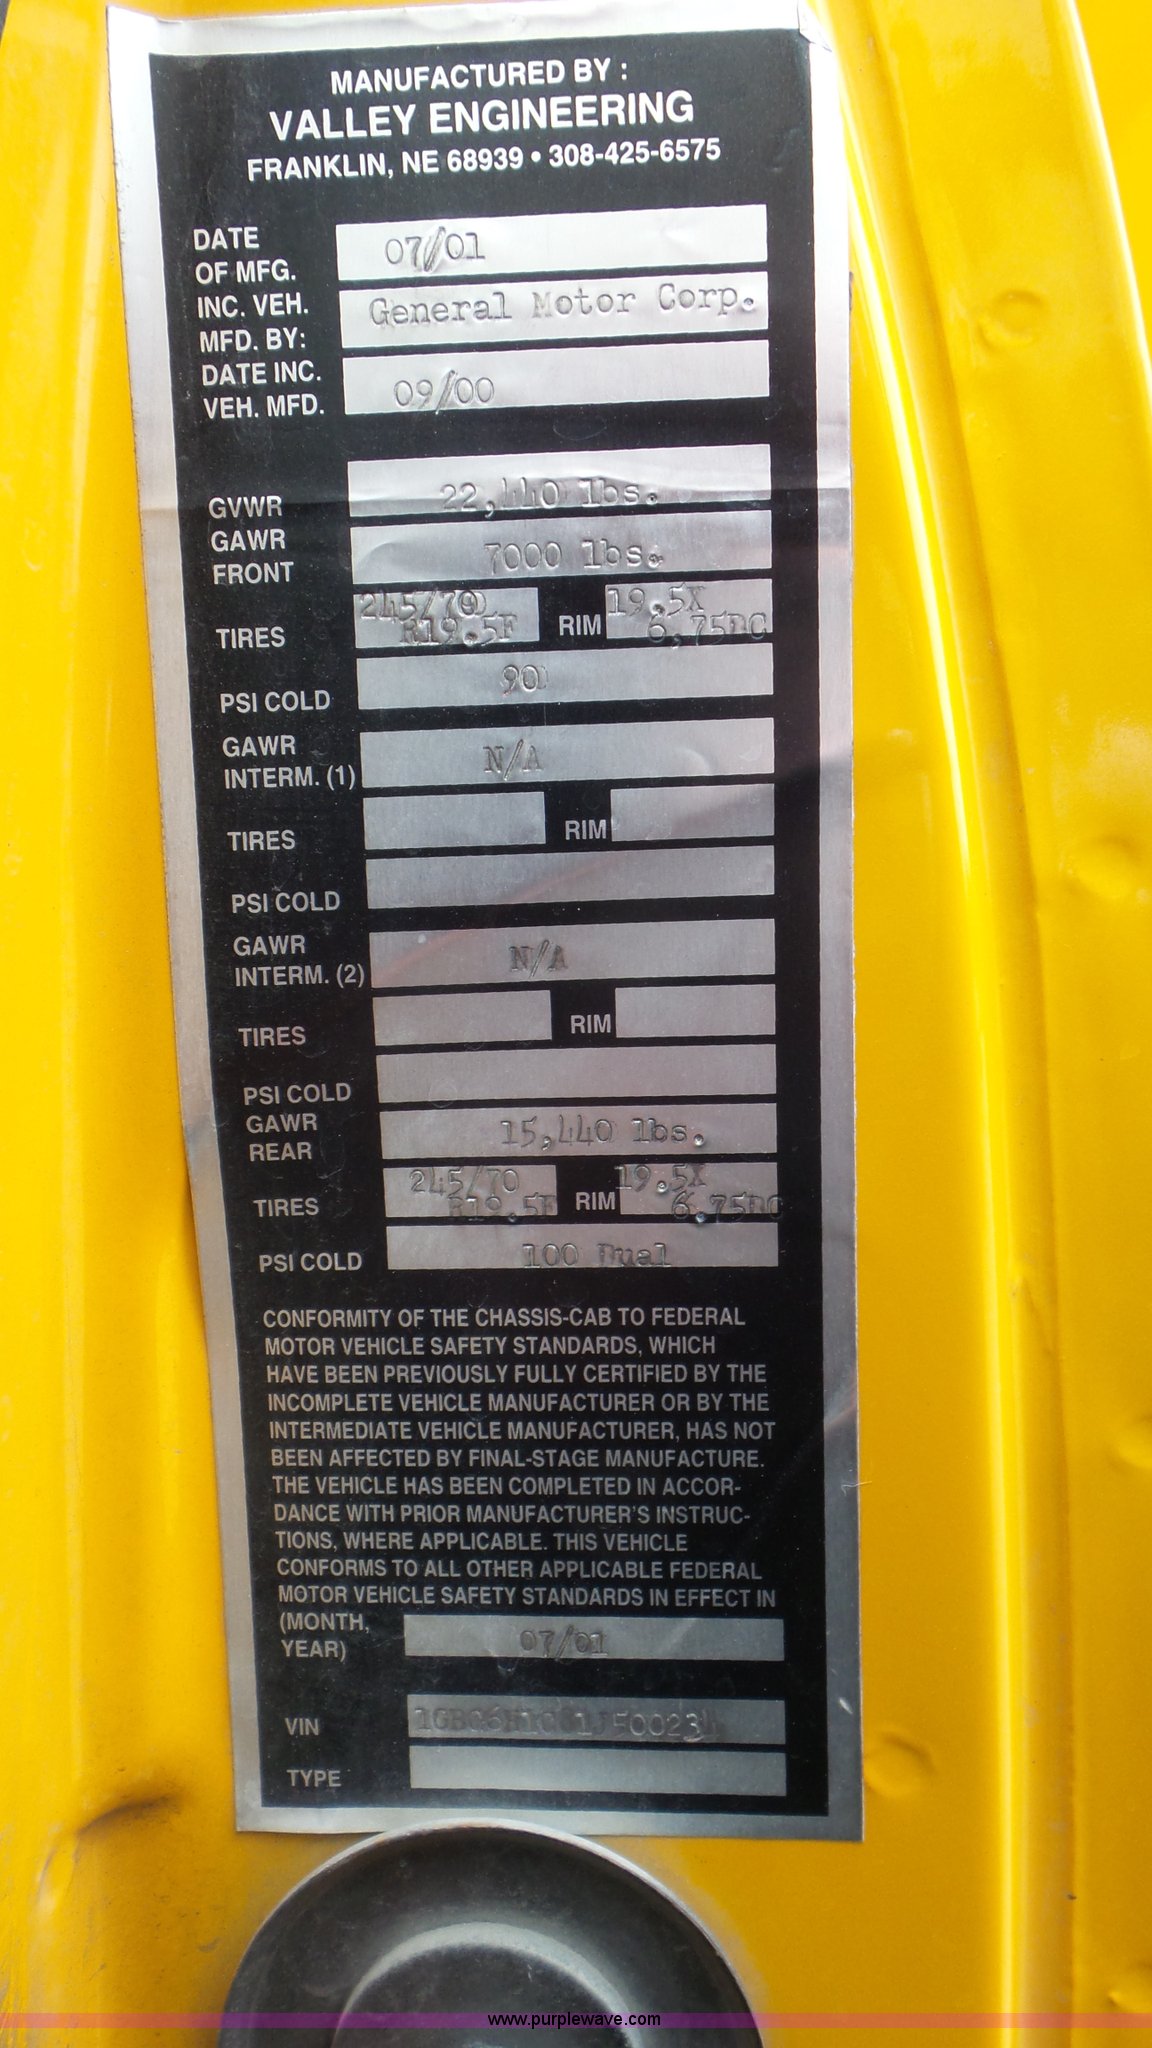 MANUFACTURED BY :
VALLEY ENGINEERING
FRANKLIN, NE 68939 • 308-425-6575
DATE
OF MFG.
07/01
INC. VEH.
MFD. BY:
General Motor Corp.
DATE INC.
VEH. MFD.
09/00
GVWR
22,440 lbs.
GAWR
FRONT
7000 lbs.
TIRES
245/70
R19.5F
RIM
19.5X
6,75DC
PSI COLD
90
GAWR
INTERM. (1)
N/A
TIRES
RIM
PSI COLD
GAWR
INTERM. (2)
N/A
TIRES
RIM
PSI COLD
GAWR
REAR
15,440 lbs.
TIRES
245/70
R19.5F
RIM
19.5X
6.75DC
PSI COLD
100 Dual
CONFORMITY OF THE CHASSIS-CAB TO FEDERAL
MOTOR VEHICLE SAFETY STANDARDS, WHICH
HAVE BEEN PREVIOUSLY FULLY CERTIFIED BY THE
INCOMPLETE VEHICLE MANUFACTURER OR BY THE
INTERMEDIATE VEHICLE MANUFACTURER, HAS NOT
BEEN AFFECTED BY FINAL-STAGE MANUFACTURE.
THE VEHICLE HAS BEEN COMPLETED IN ACCOR-
DANCE WITH PRIOR MANUFACTURER'S INSTRUC-
TIONS, WHERE APPLICABLE. THIS VEHICLE
CONFORMS TO ALL OTHER APPLICABLE FEDERAL
MOTOR VEHICLE SAFETY STANDARDS IN EFFECT IN
(MONTH,
YEAR)
07/01
VIN
TYPE
www.purplewave.com